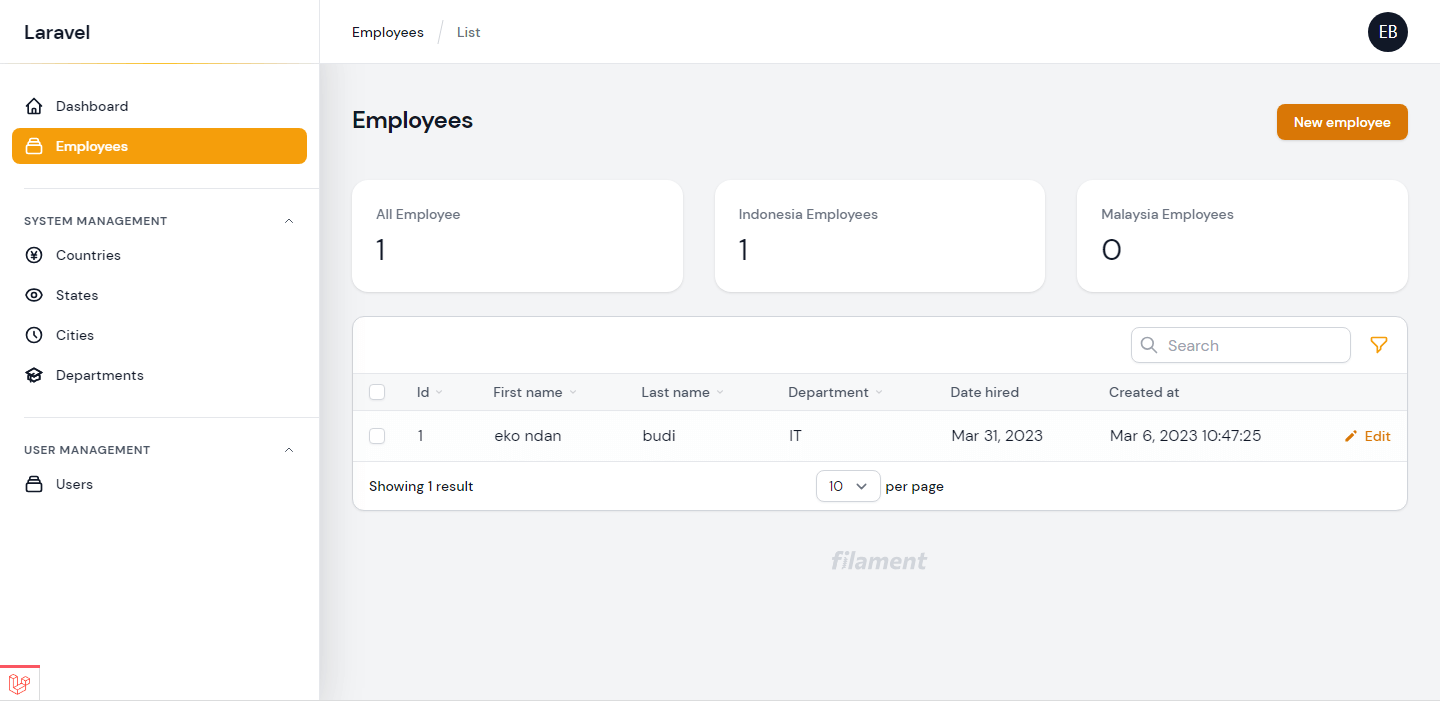 Laravel
Employees
List
EB
Dashboard
Employees
SYSTEM MANAGEMENT
Countries
States
Cities
Departments
USER MANAGEMENT
Users
Employees
New employee
All Employee
1
Indonesia Employees
1
Malaysia Employees
0
Search
Id First name Last name Department Date hired Created at
1 eko ndan budi IT Mar 31, 2023 Mar 6, 2023 10:47:25 Edit
Showing 1 result
10 per page
filament